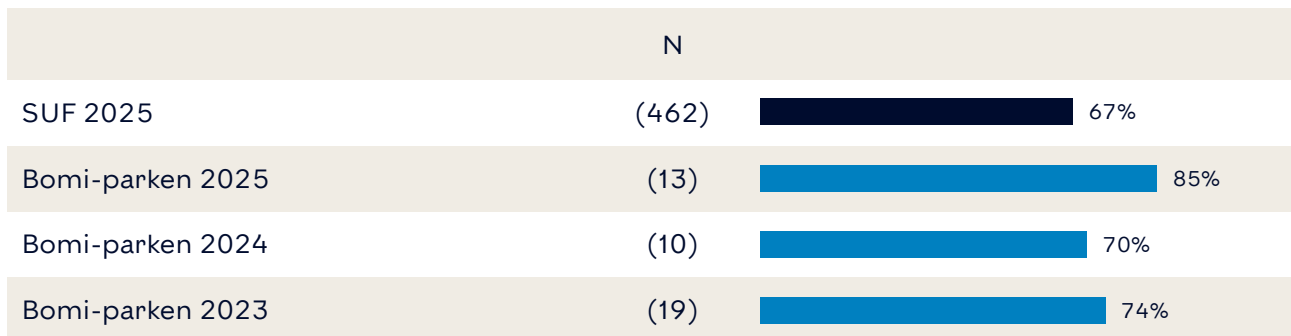 N
SUF 2025 (462) 67%
Bomi-parken 2025 (13) 85%
Bomi-parken 2024 (10) 70%
Bomi-parken 2023 (19) 74%